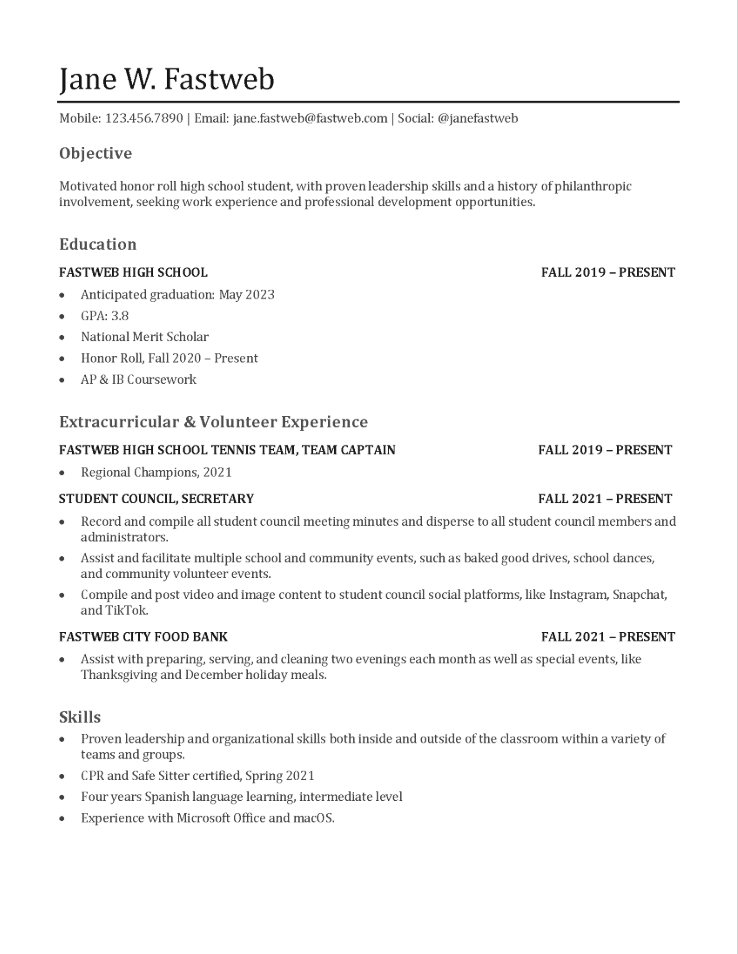 Jane W. Fastweb
Mobile: 123.456.7890 | Email: jane.fastweb@fastweb.com | Social: @janefastweb
Objective
Motivated honor roll high school student, with proven leadership skills and a history of philanthropic
involvement, seeking work experience and professional development opportunities.
Education
FASTWEB HIGH SCHOOL FALL 2019 – PRESENT
• Anticipated graduation: May 2023
• GPA: 3.8
• National Merit Scholar
• Honor Roll, Fall 2020 – Present
• AP & IB Coursework
Extracurricular & Volunteer Experience
FASTWEB HIGH SCHOOL TENNIS TEAM, TEAM CAPTAIN FALL 2019 – PRESENT
• Regional Champions, 2021
STUDENT COUNCIL, SECRETARY FALL 2021 – PRESENT
• Record and compile all student council meeting minutes and disperse to all student council members and
administrators.
• Assist and facilitate multiple school and community events, such as baked good drives, school dances,
and community volunteer events.
• Compile and post video and image content to student council social platforms, like Instagram, Snapchat,
and TikTok.
FASTWEB CITY FOOD BANK FALL 2021 – PRESENT
• Assist with preparing, serving, and cleaning two evenings each month as well as special events, like
Thanksgiving and December holiday meals.
Skills
• Proven leadership and organizational skills both inside and outside of the classroom within a variety of
teams and groups.
• CPR and Safe Sitter certified, Spring 2021
• Four years Spanish language learning, intermediate level
• Experience with Microsoft Office and macOS.